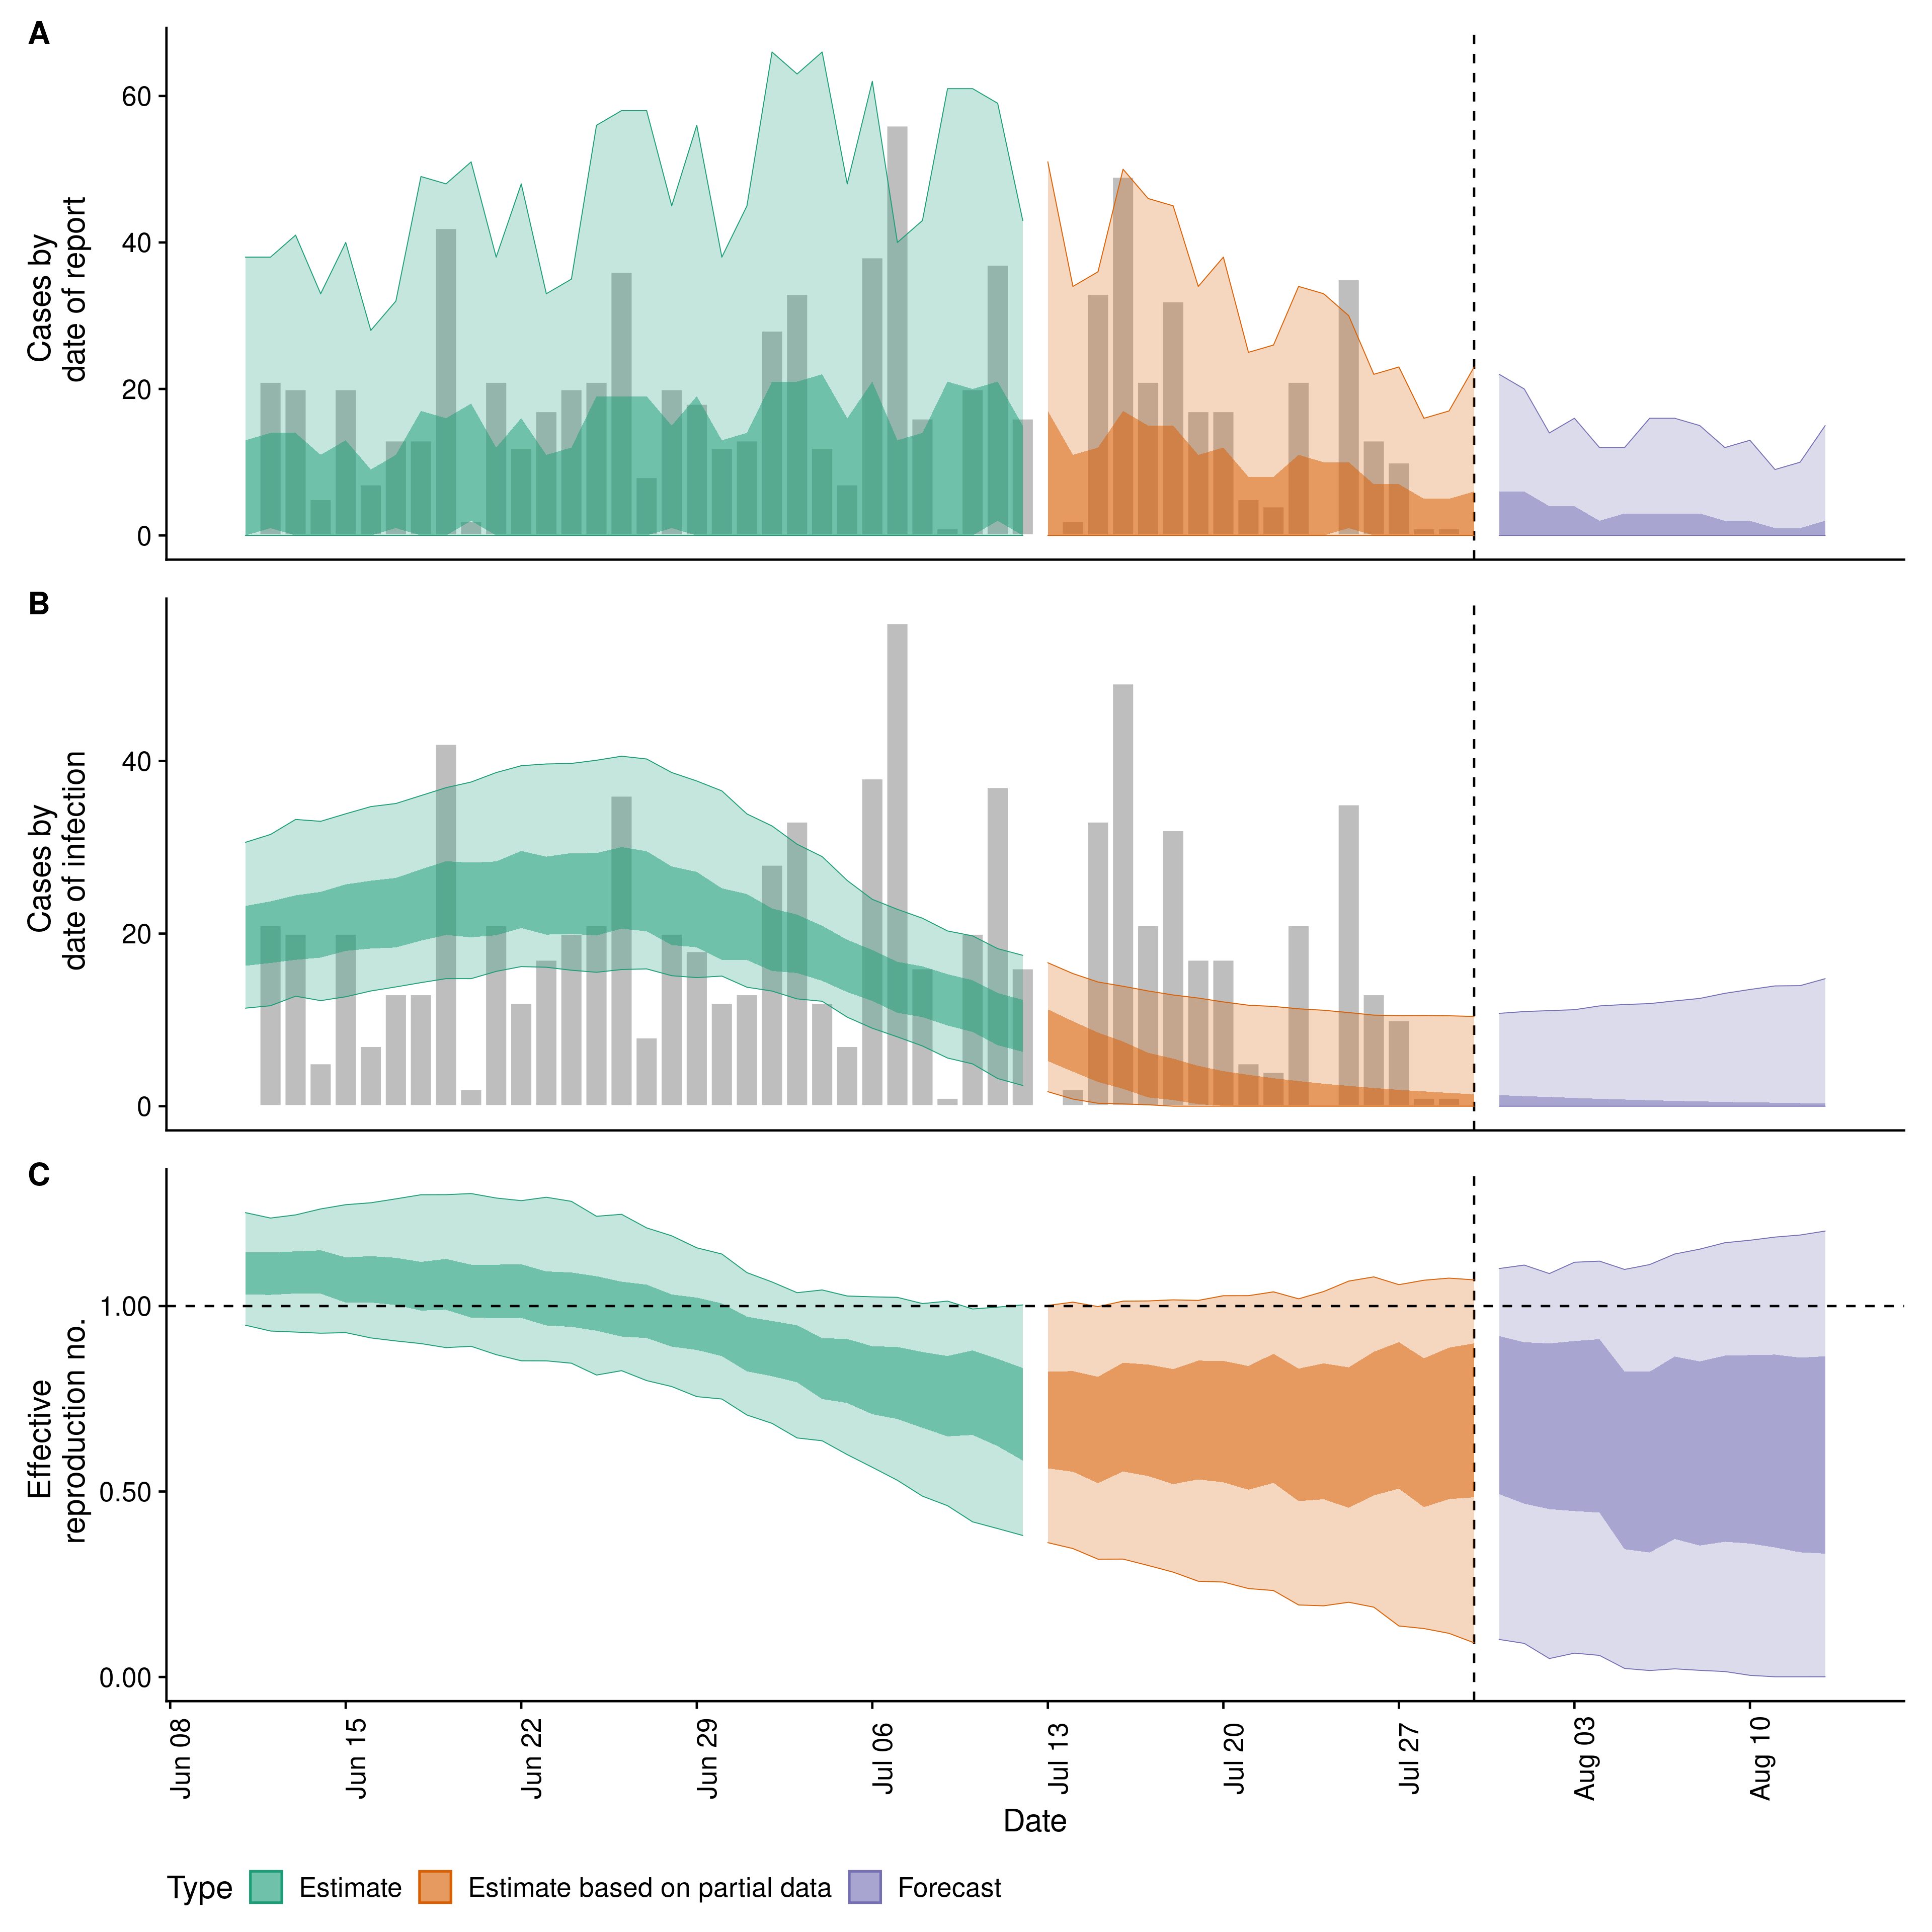 A
Cases by
date of report
60
40
20
0
B
Cases by
date of infection
40
20
0
C
Effective
reproduction no.
1.00
0.50
0.00
Jun 08
Jun 15
Jun 22
Jun 29
Jul 06
Jul 13
Jul 20
Jul 27
Aug 03
Aug 10
Date
Type Estimate Estimate based on partial data Forecast